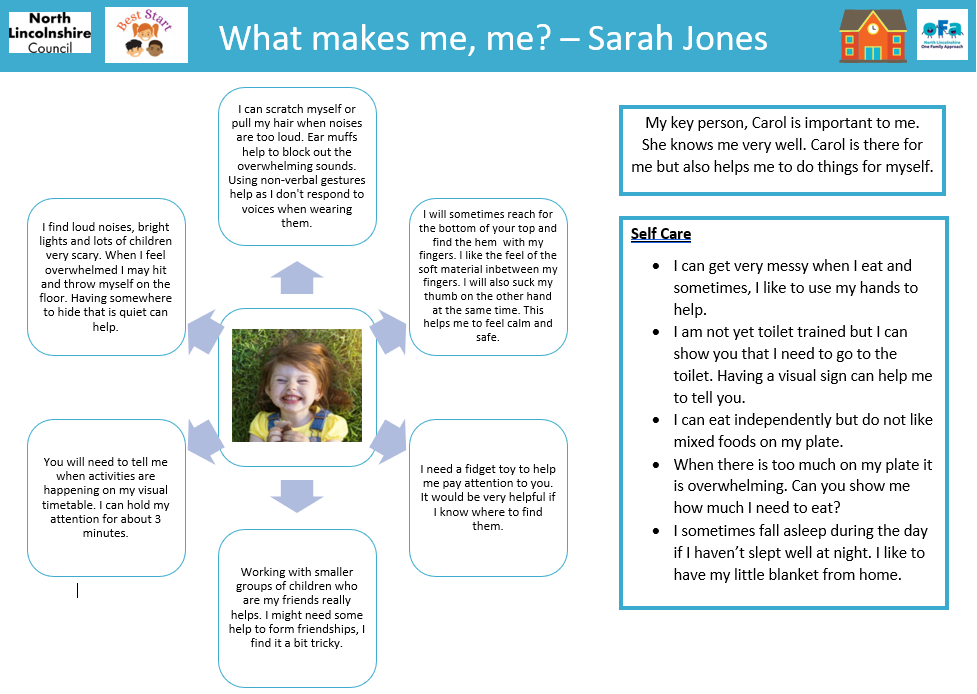 North
Lincolnshire
Council
Best Start
What makes me, me? – Sarah Jones
oFa
North Lincolnshire
One Family Approach
I can scratch myself or
pull my hair when noises
are too loud. Ear muffs
help to block out the
overwhelming sounds.
Using non-verbal gestures
help as I don't respond to
voices when wearing
them.
I find loud noises, bright
lights and lots of children
very scary. When I feel
overwhelmed I may hit
and throw myself on the
floor. Having somewhere
to hide that is quiet can
help.
I will sometimes reach for
the bottom of your top and
find the hem  with my
fingers. I like the feel of the
soft material inbetween my
fingers. I will also suck my
thumb on the other hand
at the same time. This
helps me to feel calm and
safe.
You will need to tell me
when activities are
happening on my visual
timetable. I can hold my
attention for about 3
minutes.
I need a fidget toy to help
me pay attention to you.
It would be very helpful if
I know where to find
them.
Working with smaller
groups of children who
are my friends really
helps. I might need some
help to form friendships, I
find it a bit tricky.
My key person, Carol is important to me.
She knows me very well. Carol is there for
me but also helps me to do things for myself.
Self Care
• I can get very messy when I eat and
sometimes, I like to use my hands to
help.
• I am not yet toilet trained but I can
show you that I need to go to the
toilet. Having a visual sign can help me
to tell you.
• I can eat independently but do not like
mixed foods on my plate.
• When there is too much on my plate it
is overwhelming. Can you show me
how much I need to eat?
• I sometimes fall asleep during the day
if I haven’t slept well at night. I like to
have my little blanket from home.